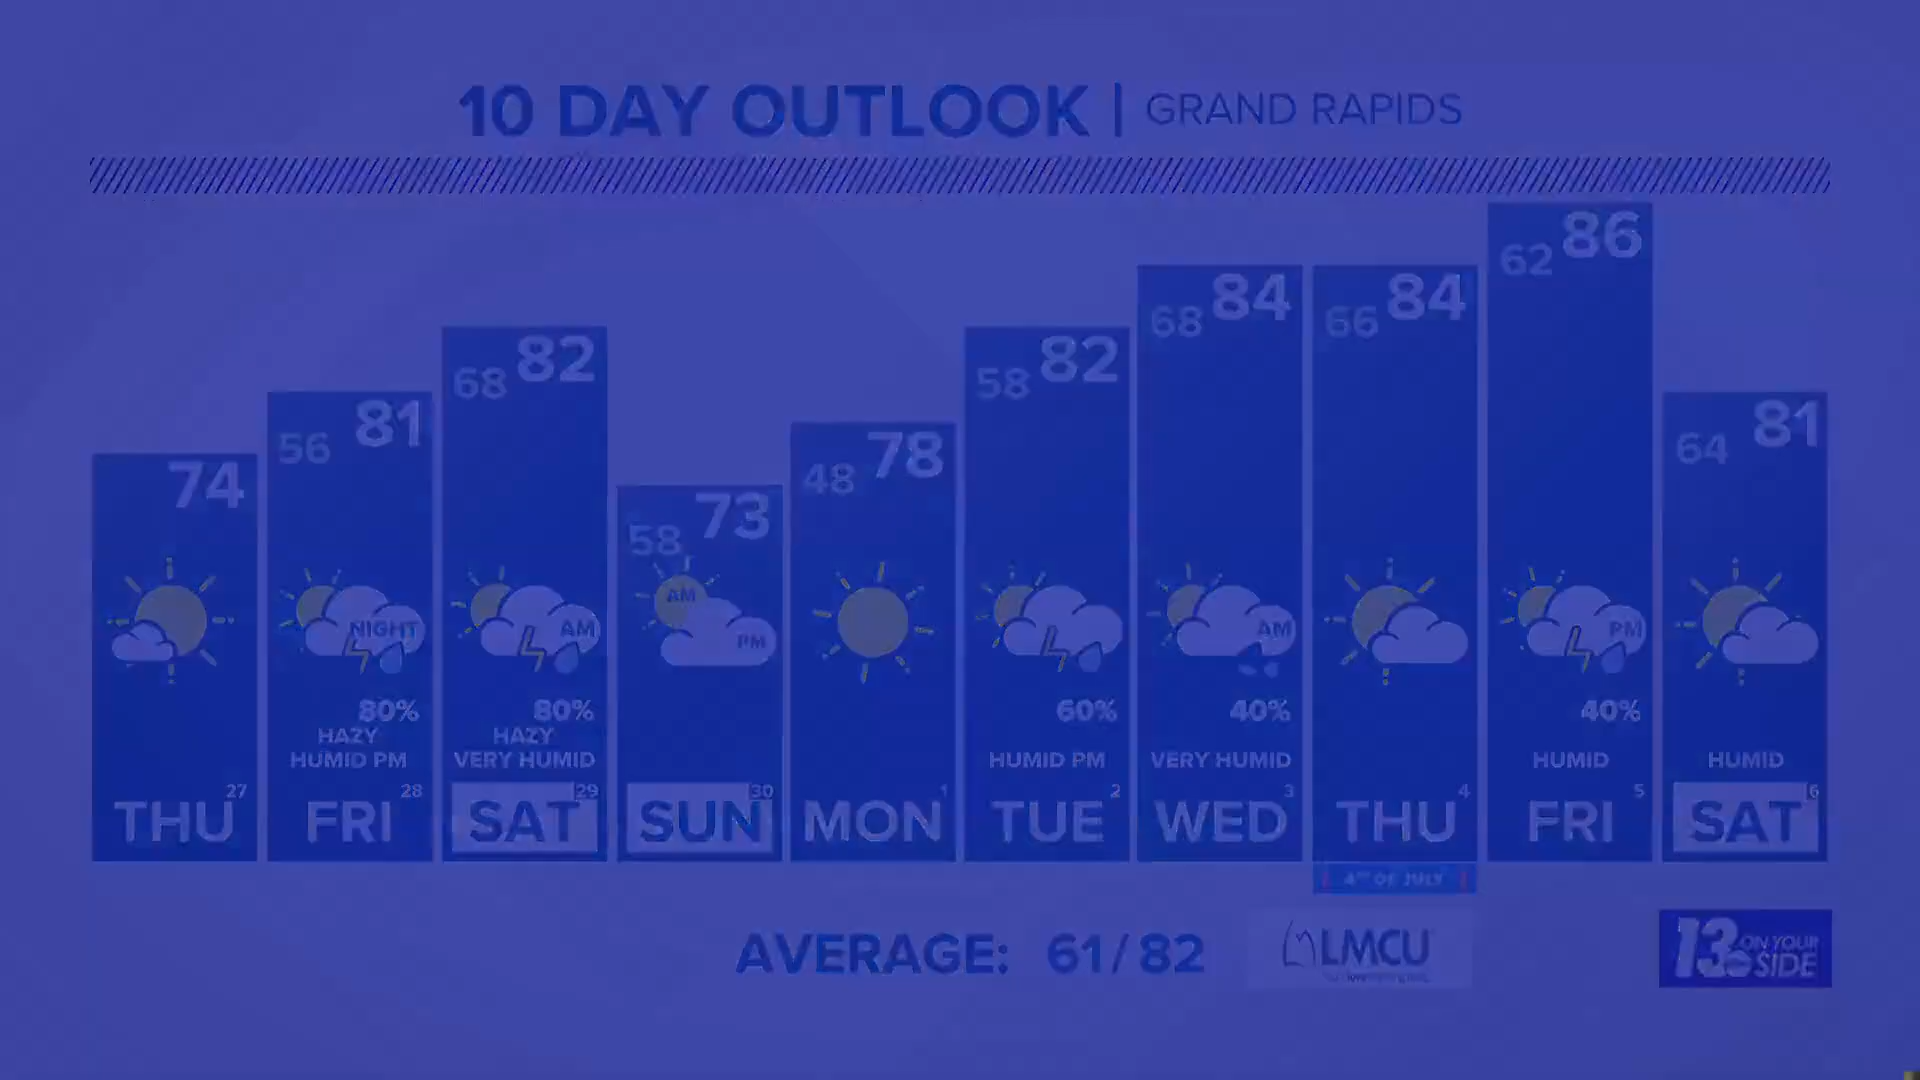 10 DAY OUTLOOK | GRAND RAPIDS
74
56 81
68 82
58 73
48 78
58 82
68 84
66 84
62 86
64 81
NIGHT
AM
AM
PM
AM
PM
80%
80%
60%
40%
40%
HAZY
HUMID PM
HAZY
VERY HUMID
HUMID PM
VERY HUMID
HUMID
HUMID
THU 27
FRI 28
SAT 29
SUN 30
MON 1
TUE 2
WED 3
THU 4
FRI 5
SAT 6
4TH OF JULY
AVERAGE: 61/82
LMCU
13 ON YOUR SIDE